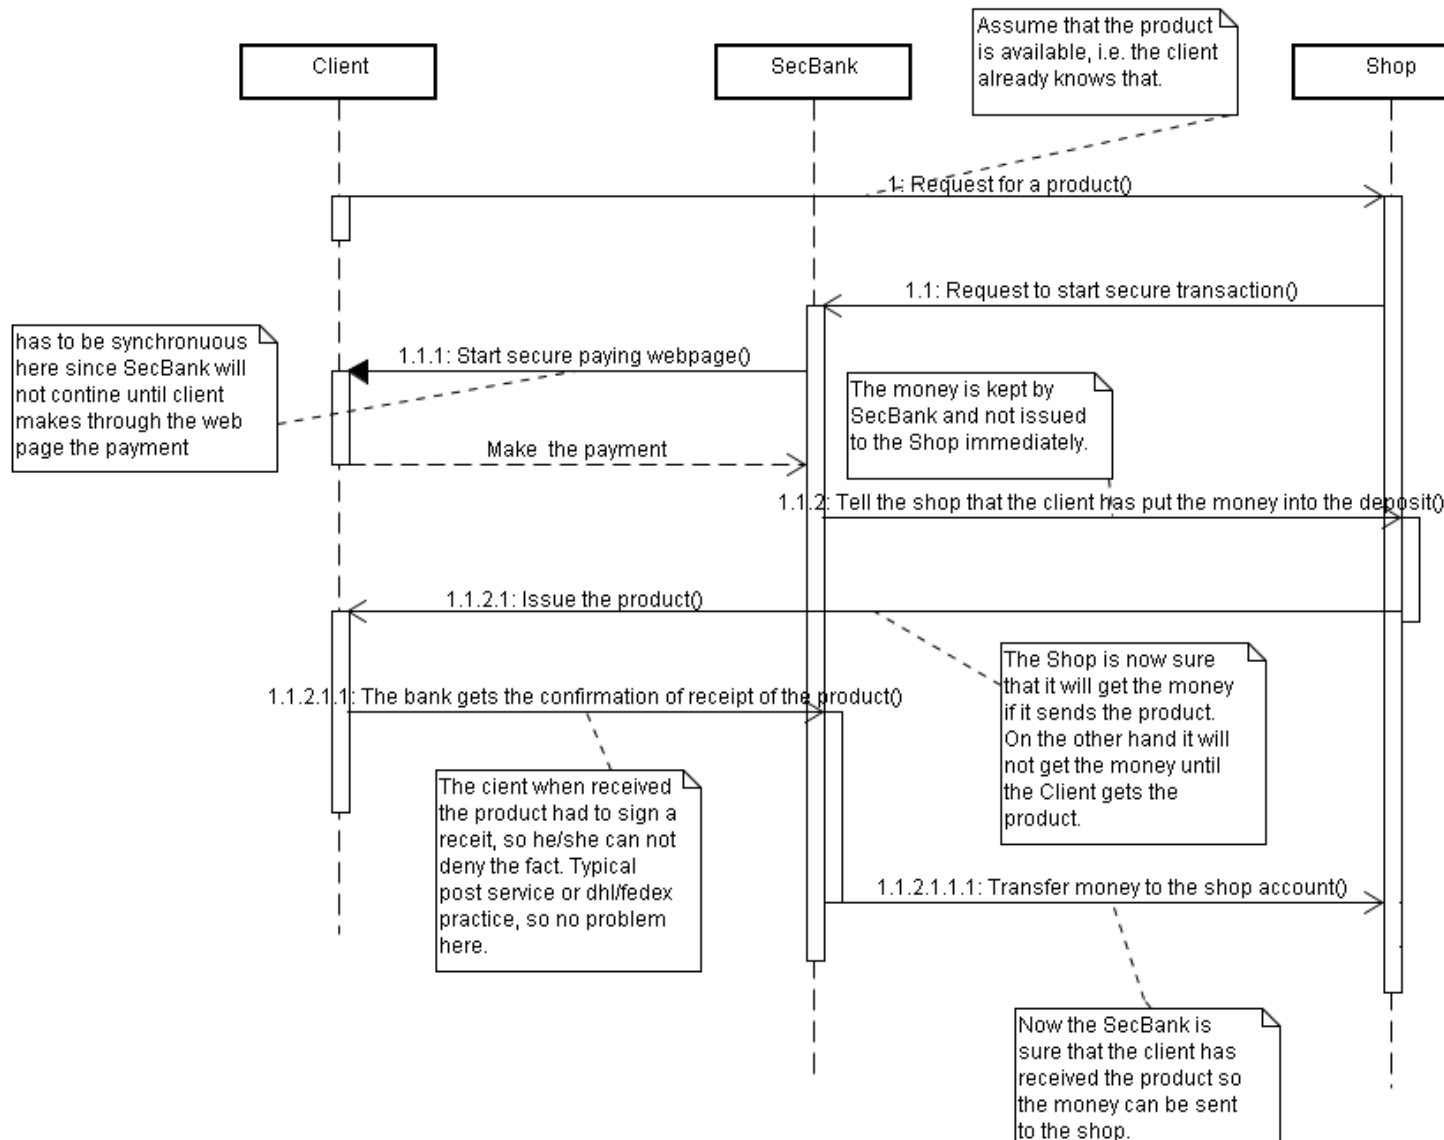 Client
SecBank
Assume that the product
is available, i.e. the client
already knows that.
Shop
1: Request for a product()
1.1: Request to start secure transaction()
has to be synchronuous
here since SecBank will
not contine until client
makes through the web
page the payment
1.1.1: Start secure paying webpage()
The money is kept by
SecBank and not issued
to the Shop immediately.
Make the payment
1.1.2: Tell the shop that the client has put the money into the deposit()
1.1.2.1: Issue the product()
The Shop is now sure
that it will get the money
if it sends the product.
On the other hand it will
not get the money until
the Client gets the
product.
1.1.2.1.1: The bank gets the confirmation of receipt of the product()
The cient when received
the product had to sign a
receit, so he/she can not
deny the fact. Typical
post service or dhl/fedex
practice, so no problem
here.
1.1.2.1.1.1: Transfer money to the shop account()
Now the SecBank is
sure that the client has
received the product so
the money can be sent
to the shop.